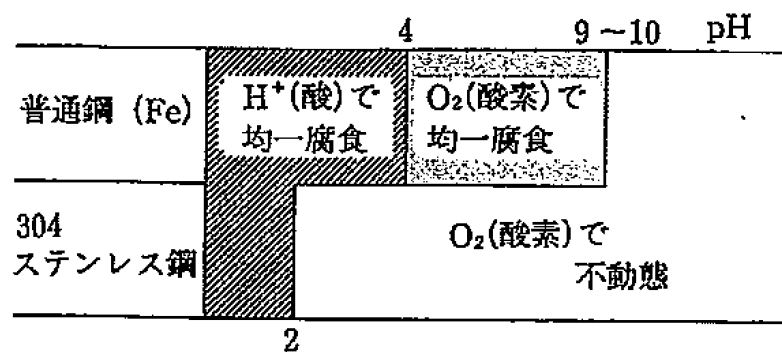 4
9～10
pH
普通鋼 (Fe)
H⁺(酸)で
均一腐食
O₂(酸素)で
均一腐食
304
ステンレス鋼
O₂(酸素)で
不動態
2